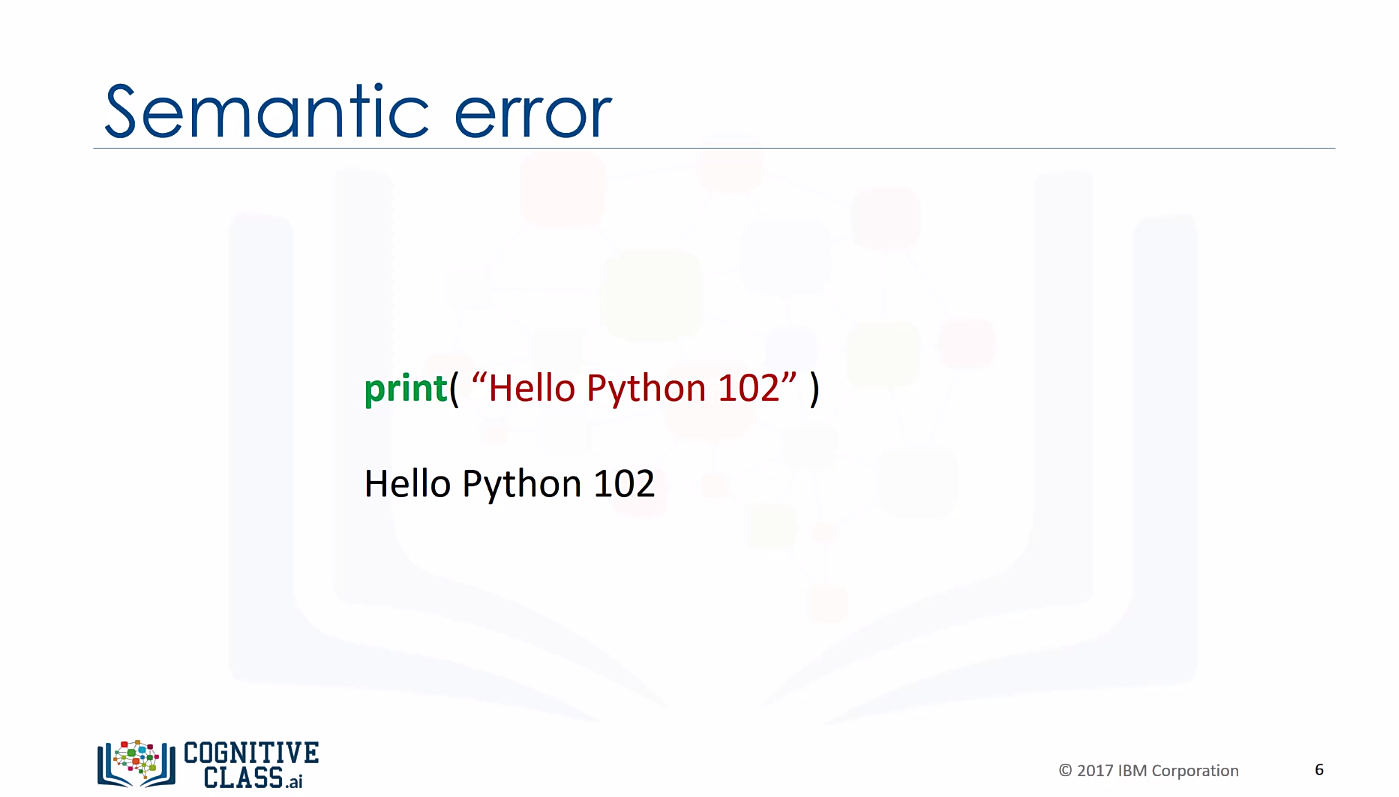 Semantic error
print( “Hello Python 102” )
Hello Python 102
COGNITIVE
CLASS.ai
© 2017 IBM Corporation
6